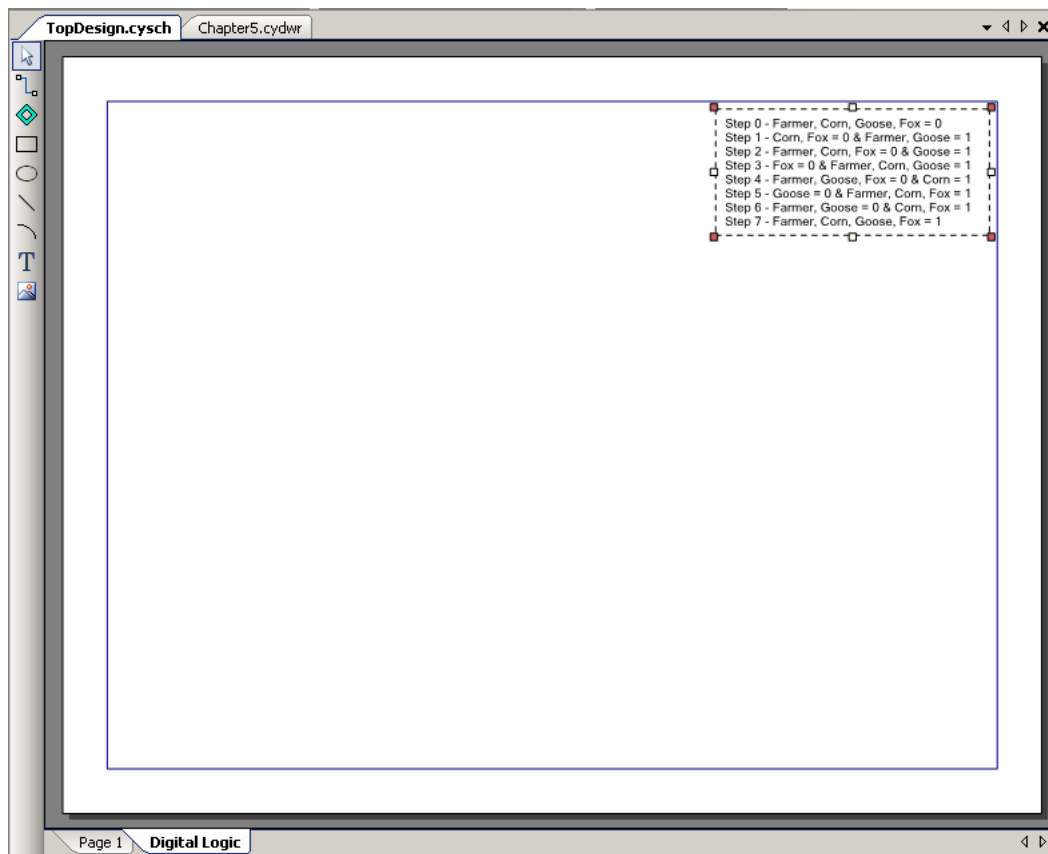 TopDesign.cysch Chapter5.cydwr
Step 0 - Farmer, Corn, Goose, Fox = 0
Step 1 - Corn, Fox = 0 & Farmer, Goose = 1
Step 2 - Farmer, Corn, Fox = 0 & Goose = 1
Step 3 - Fox = 0 & Farmer, Corn, Goose = 1
Step 4 - Farmer, Goose, Fox = 0 & Corn = 1
Step 5 - Goose = 0 & Farmer, Corn, Fox = 1
Step 6 - Farmer, Goose = 0 & Corn, Fox = 1
Step 7 - Farmer, Corn, Goose, Fox = 1
T
Page 1 Digital Logic